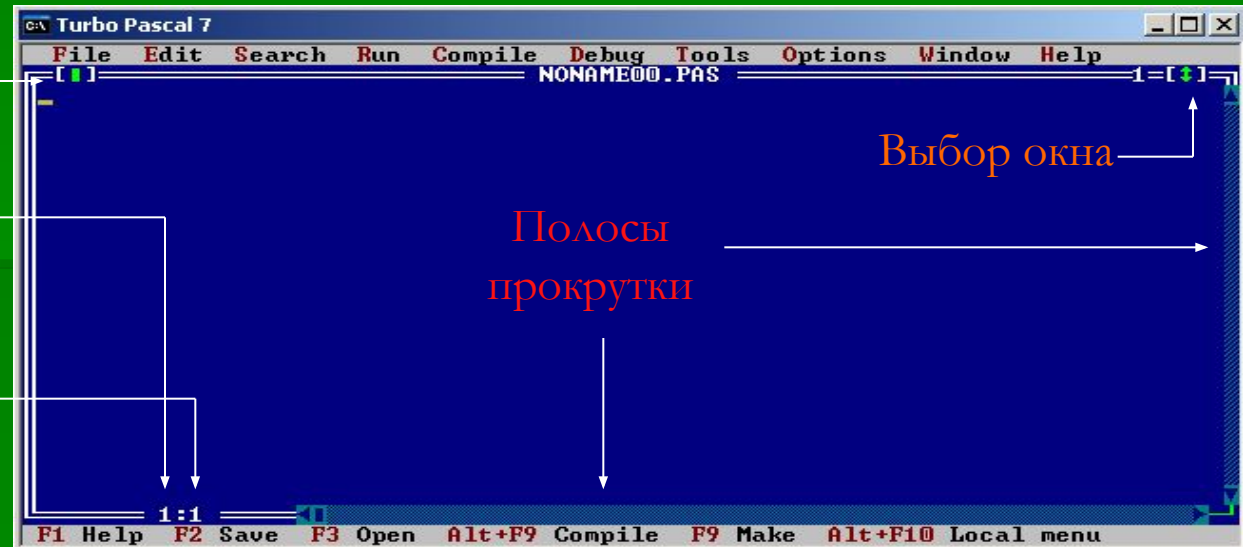 Turbo Pascal 7
File Edit Search Run Compile Debug Tools Options Window Help
NONAME00.PAS 1=[↕]
Выбор окна
Полосы
прокрутки
1:1
F1 Help F2 Save F3 Open Alt+F9 Compile F9 Make Alt+F10 Local menu